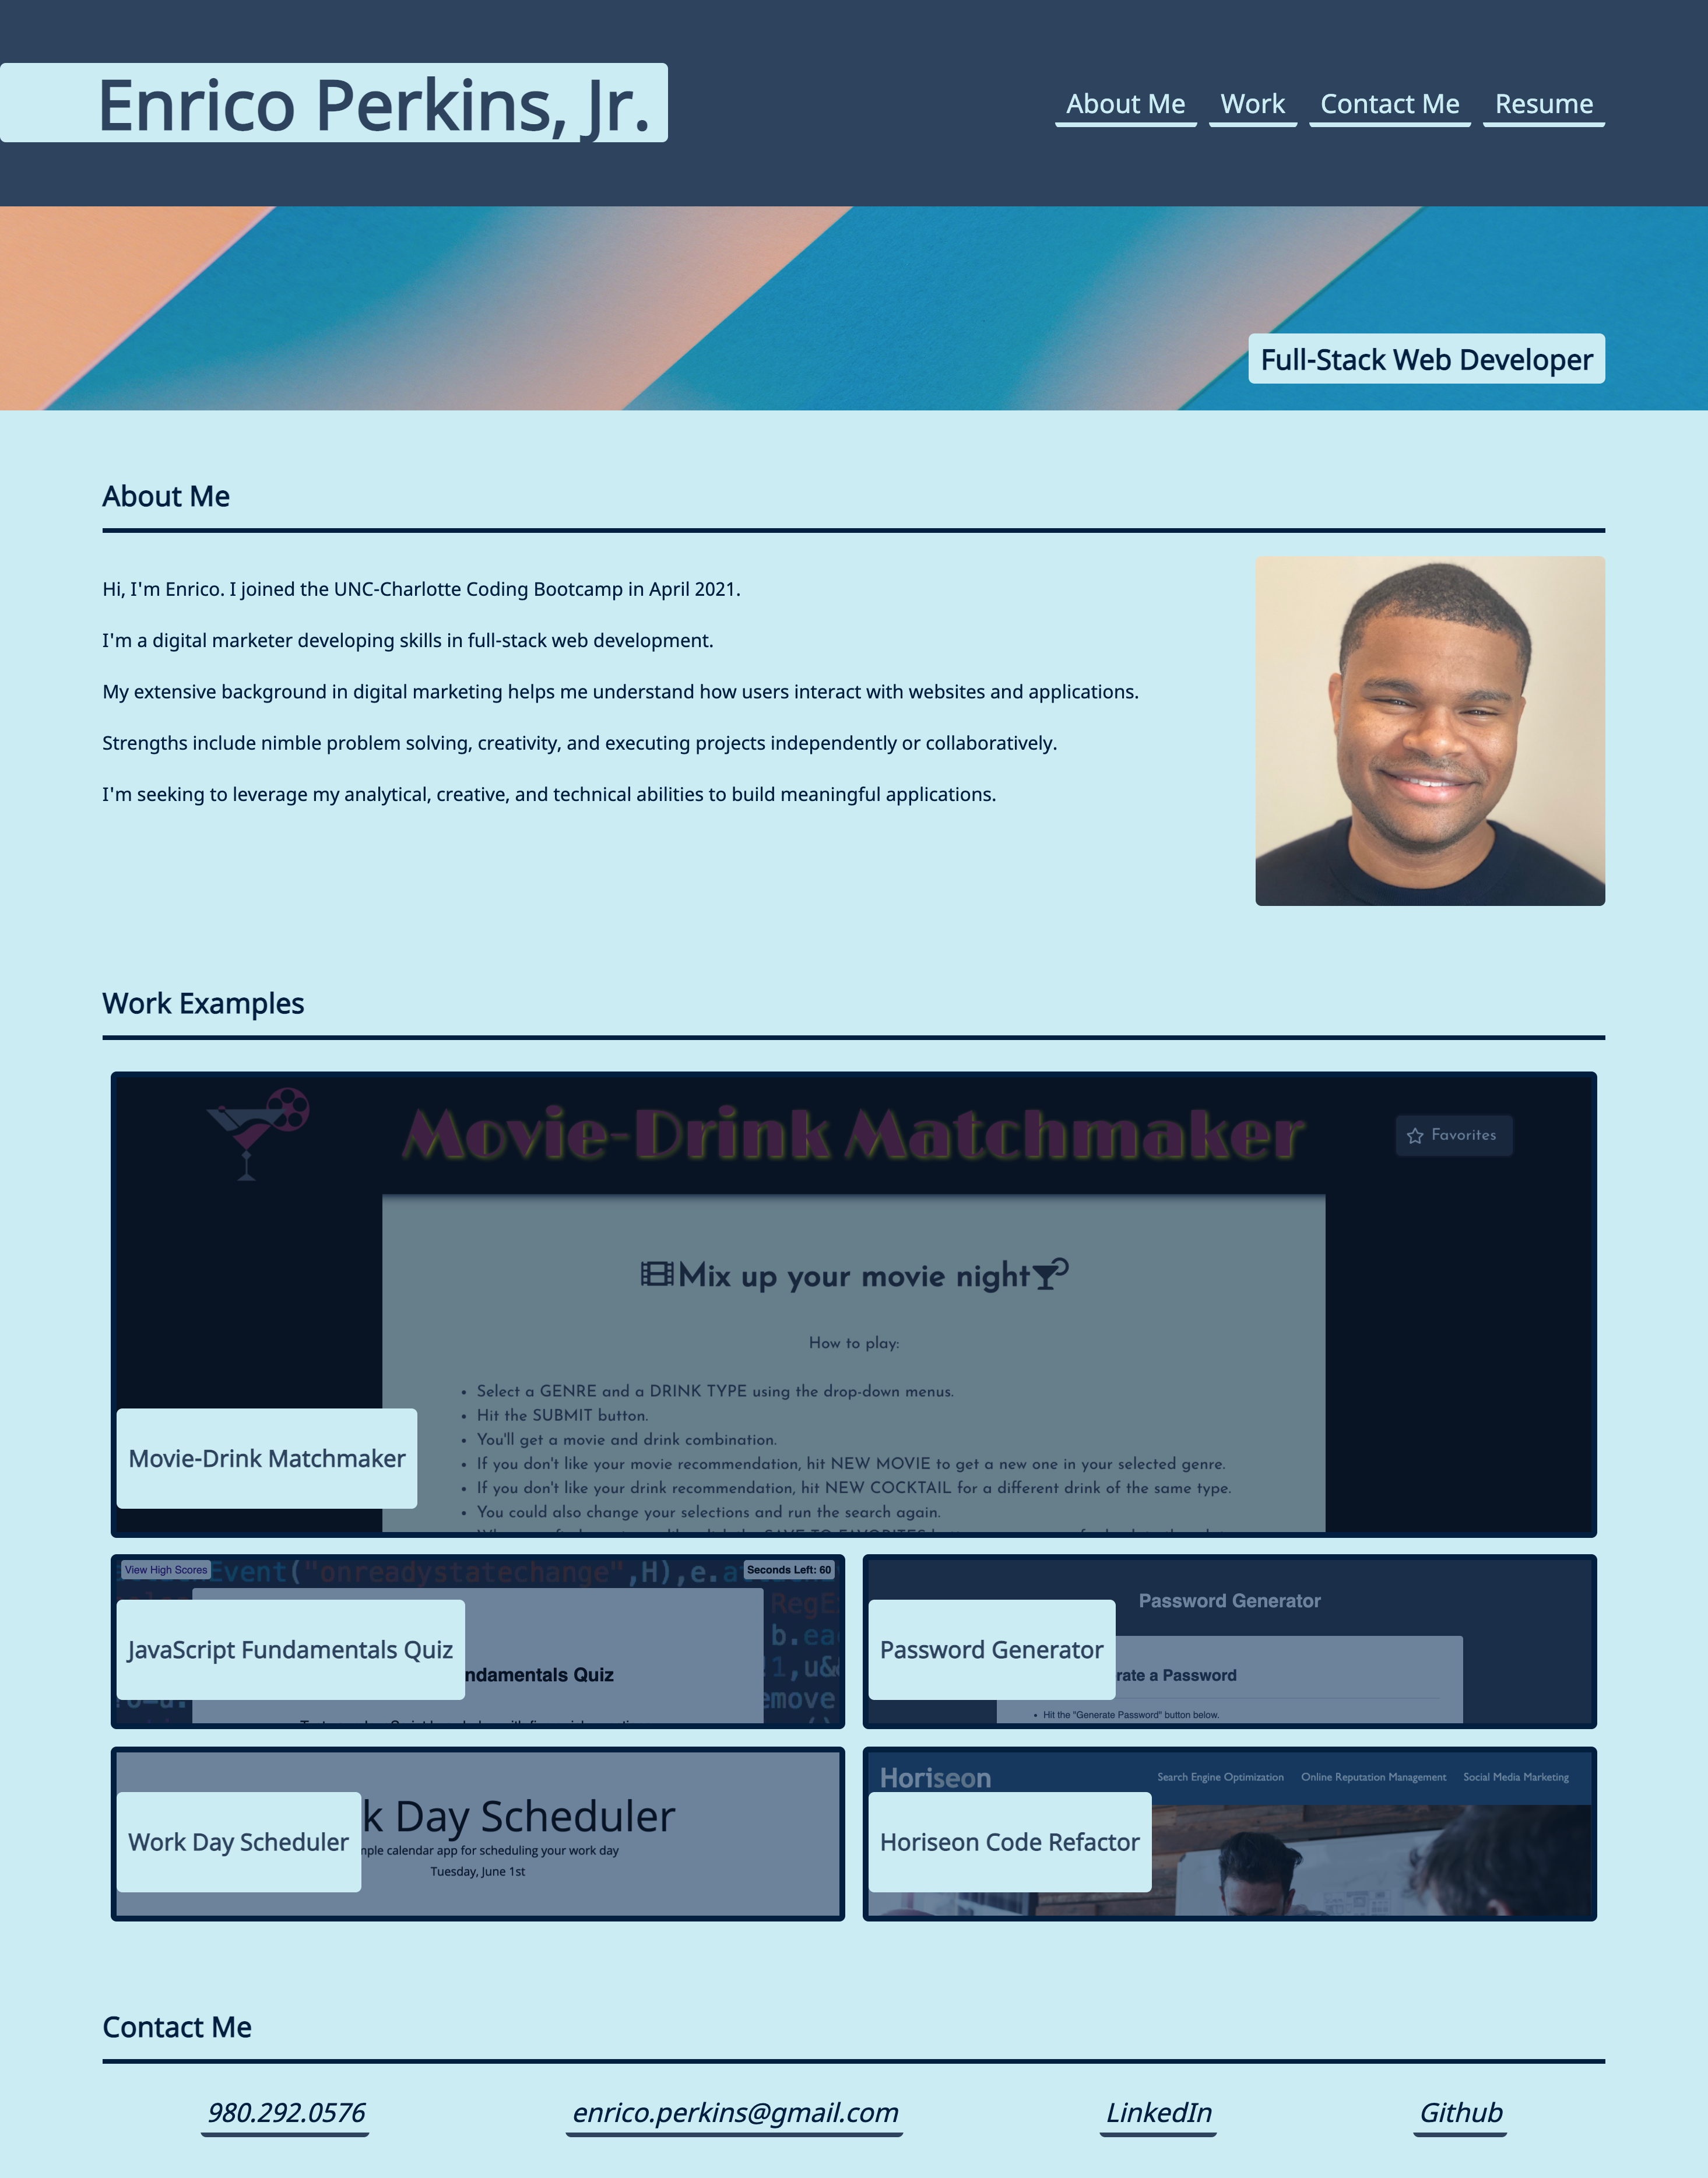 Enrico Perkins, Jr.
About Me Work Contact Me Resume
Full-Stack Web Developer
About Me
Hi, I'm Enrico. I joined the UNC-Charlotte Coding Bootcamp in April 2021.
I'm a digital marketer developing skills in full-stack web development.
My extensive background in digital marketing helps me understand how users interact with websites and applications.
Strengths include nimble problem solving, creativity, and executing projects independently or collaboratively.
I'm seeking to leverage my analytical, creative, and technical abilities to build meaningful applications.
Work Examples
Movie-Drink Matchmaker
Favorites
Mix up your movie night
How to play:
• Select a GENRE and a DRINK TYPE using the drop-down menus.
• Hit the SUBMIT button.
• You'll get a movie and drink combination.
• If you don't like your movie recommendation, hit NEW MOVIE to get a new one in your selected genre.
• If you don't like your drink recommendation, hit NEW COCKTAIL for a different drink of the same type.
• You could also change your selections and run the search again.
Movie-Drink Matchmaker
View High Scores
Event("onreadystatechange",H),e.a
Seconds Left: 60
RegE
b.ea
1,u&
emove
JavaScript Fundamentals Quiz
ndamentals Quiz
Password Generator
Password Generator
rate a Password
• Hit the "Generate Password" button below.
k Day Scheduler
Work Day Scheduler
mple calendar app for scheduling your work day
Tuesday, June 1st
Horiseon
Search Engine Optimization Online Reputation Management Social Media Marketing
Horiseon Code Refactor
Contact Me
980.292.0576 enrico.perkins@gmail.com LinkedIn Github